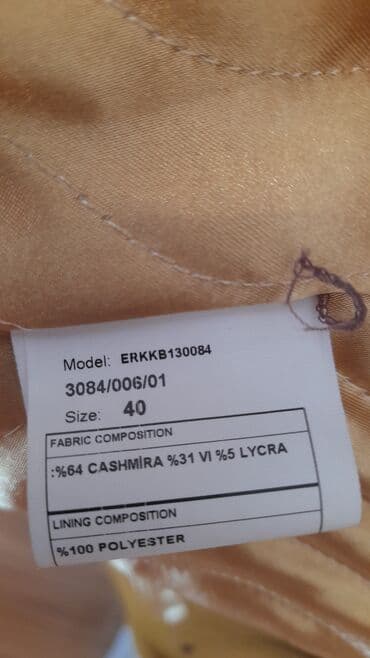 Model: ERKKB130084
3084/006/01
Size: 40
FABRIC COMPOSITION
:%64 CASHMİRA %31 VI %5 LYCRA
LINING COMPOSITION
%100 POLYESTER